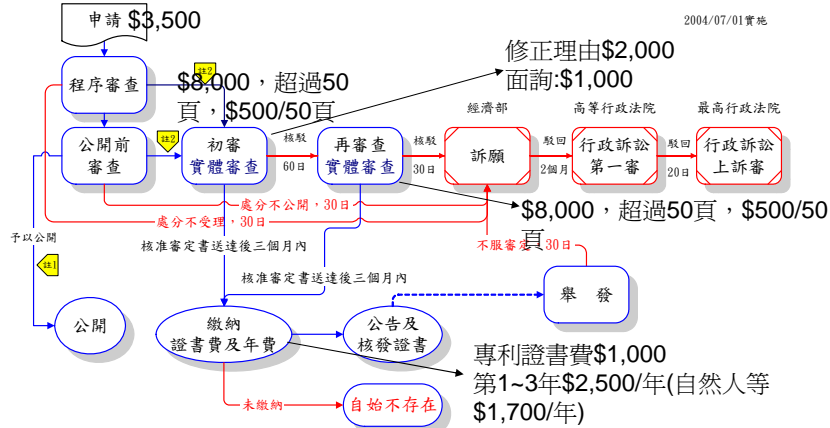 2004/07/01實施
申請
$3,500
程序審查
註2
$8,000，超過50
頁，$500/50頁
修正理由$2,000
面詢:$1,000
經濟部
高等行政法院
最高行政法院
公開前
審查
註2
初審
實體審查
核駁
60日
再審查
實體審查
核駁
30日
訴願
駁回
2個月
行政訴訟
第一審
駁回
20日
行政訴訟
上訴審
處分不公開，30日
處分不受理，30日
$8,000，超過50頁，$500/50
頁
予以公開
註1
核准審定書送達後三個月內
不服審定，30日
核准審定書送達後三個月內
舉 發
公開
繳納
證書費及年費
公告及
核發證書
專利證書費$1,000
第1~3年$2,500/年(自然人等
$1,700/年)
未繳納
自始不存在